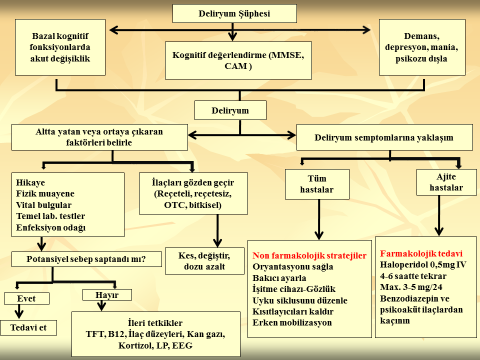 Deliryum Şüphesi
Bazal kognitif
fonksiyonlarda
akut değişiklik
Kognitif değerlendirme (MMSE,
CAM )
Demans,
depresyon, mania,
psikozu dışla
Deliryum
Altta yatan veya ortaya çıkaran
faktörleri belirle
Deliryum semptomlarına yaklaşım
Hikaye
Fizik muayene
Vital bulgular
Temel lab. testler
Enfeksiyon odağı
İlaçları gözden geçir
(Reçeteli, reçetesiz,
OTC, bitkisel)
Tüm
hastalar
Ajite
hastalar
Potansiyel sebep saptandı mı?
Kes, değiştir,
dozu azalt
Non farmakolojik stratejiler
Oryantasyonu sağla
Bakıcı ayarla
İşitme cihazı-Gözlük
Uyku siklusunu düzenle
Kısıtlayıcıları kaldır
Erken mobilizasyon
Farmakolojik tedavi
Haloperidol 0,5mg IV
4-6 saatte tekrar
Max. 3-5 mg/24
Benzodiazepin ve
psikoaküt ilaçlardan
kaçının
Evet
Hayır
Tedavi et
İleri tetkikler
TFT, B12, İlaç düzeyleri, Kan gazı,
Kortizol, LP, EEG